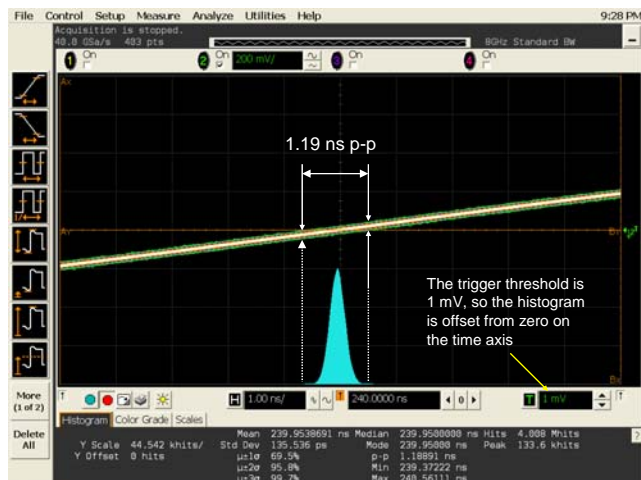 File Control Setup Measure Analyze Utilities Help 9:28 PM
Acquisition is stopped.
40.0 GSa/s 403 pts 8GHz Standard BW
1 On 2 On 200 mV/ 3 On 4 On
Ax
1.19 ns p-p
Ay
The trigger threshold is
1 mV, so the histogram
is offset from zero on
the time axis
Bx
More
(1 of 2)
H 1.00 ns/ 240.0000 ns 0 T 1 mV
Histogram Color Grade Scales
Delete
All
Mean 239.9538691 ns Median 239.9500000 ns Hits 4.008 Mhits
Y Scale 44.542 khits/ Std Dev 135.536 ps Mode 239.9500000 ns Peak 133.6 khits
Y Offset 0 hits μ±1σ 69.5% p-p 1.18891 ns
μ±2σ 95.8% Min 239.37222 ns
μ±3σ 99.7% Max 240.56111 ns